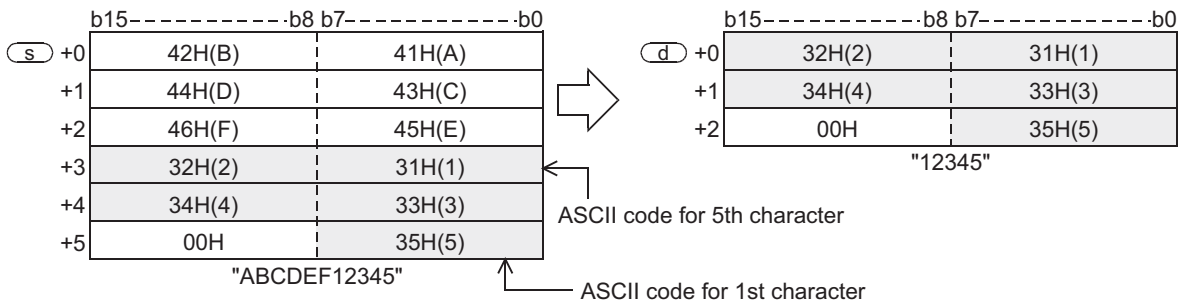 b15 b8 b7 b0
s +0 42H(B) 41H(A)
+1 44H(D) 43H(C)
+2 46H(F) 45H(E)
+3 32H(2) 31H(1)
+4 34H(4) 33H(3)
+5 00H 35H(5)
"ABCDEF12345"
b15 b8 b7 b0
d +0 32H(2) 31H(1)
+1 34H(4) 33H(3)
+2 00H 35H(5)
"12345"
ASCII code for 5th character
ASCII code for 1st character